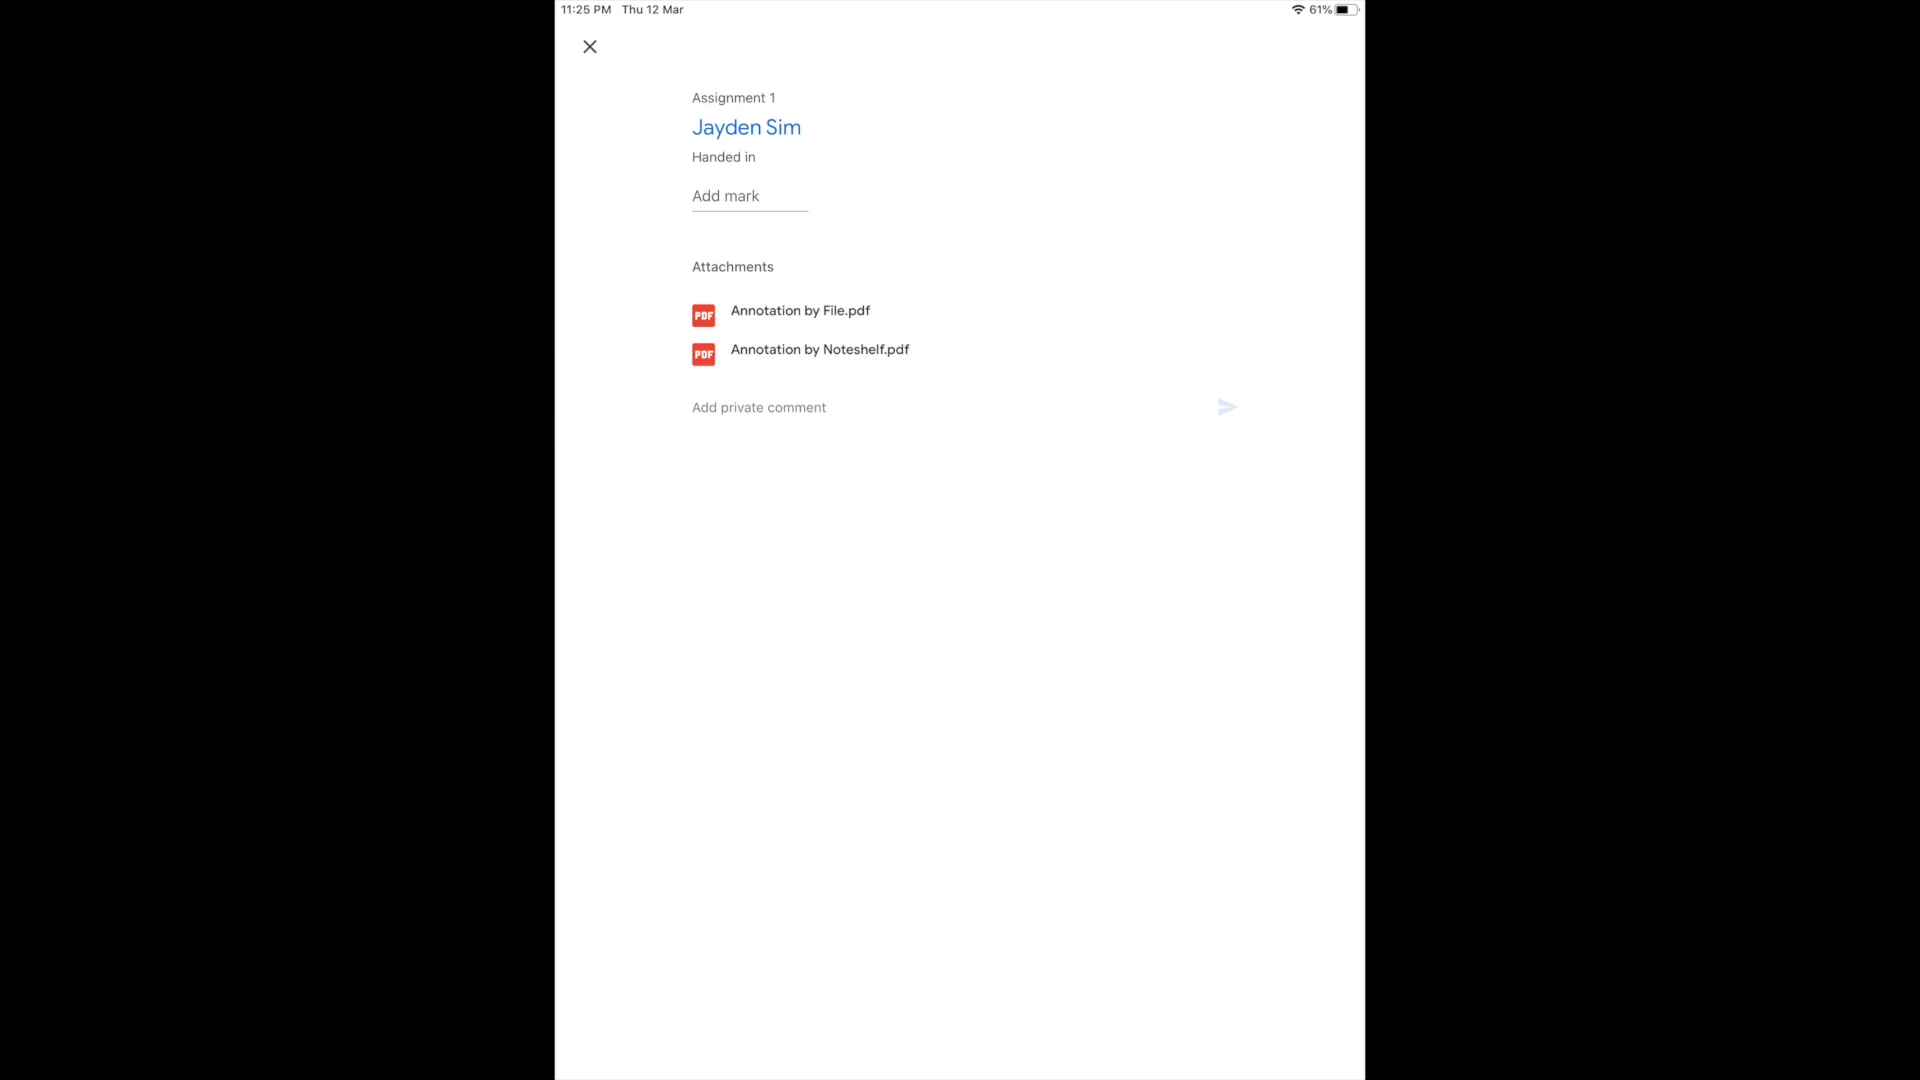 11:25 PM Thu 12 Mar
61%
Assignment 1
Jayden Sim
Handed in
Add mark
Attachments
PDF Annotation by File.pdf
PDF Annotation by Noteshelf.pdf
Add private comment